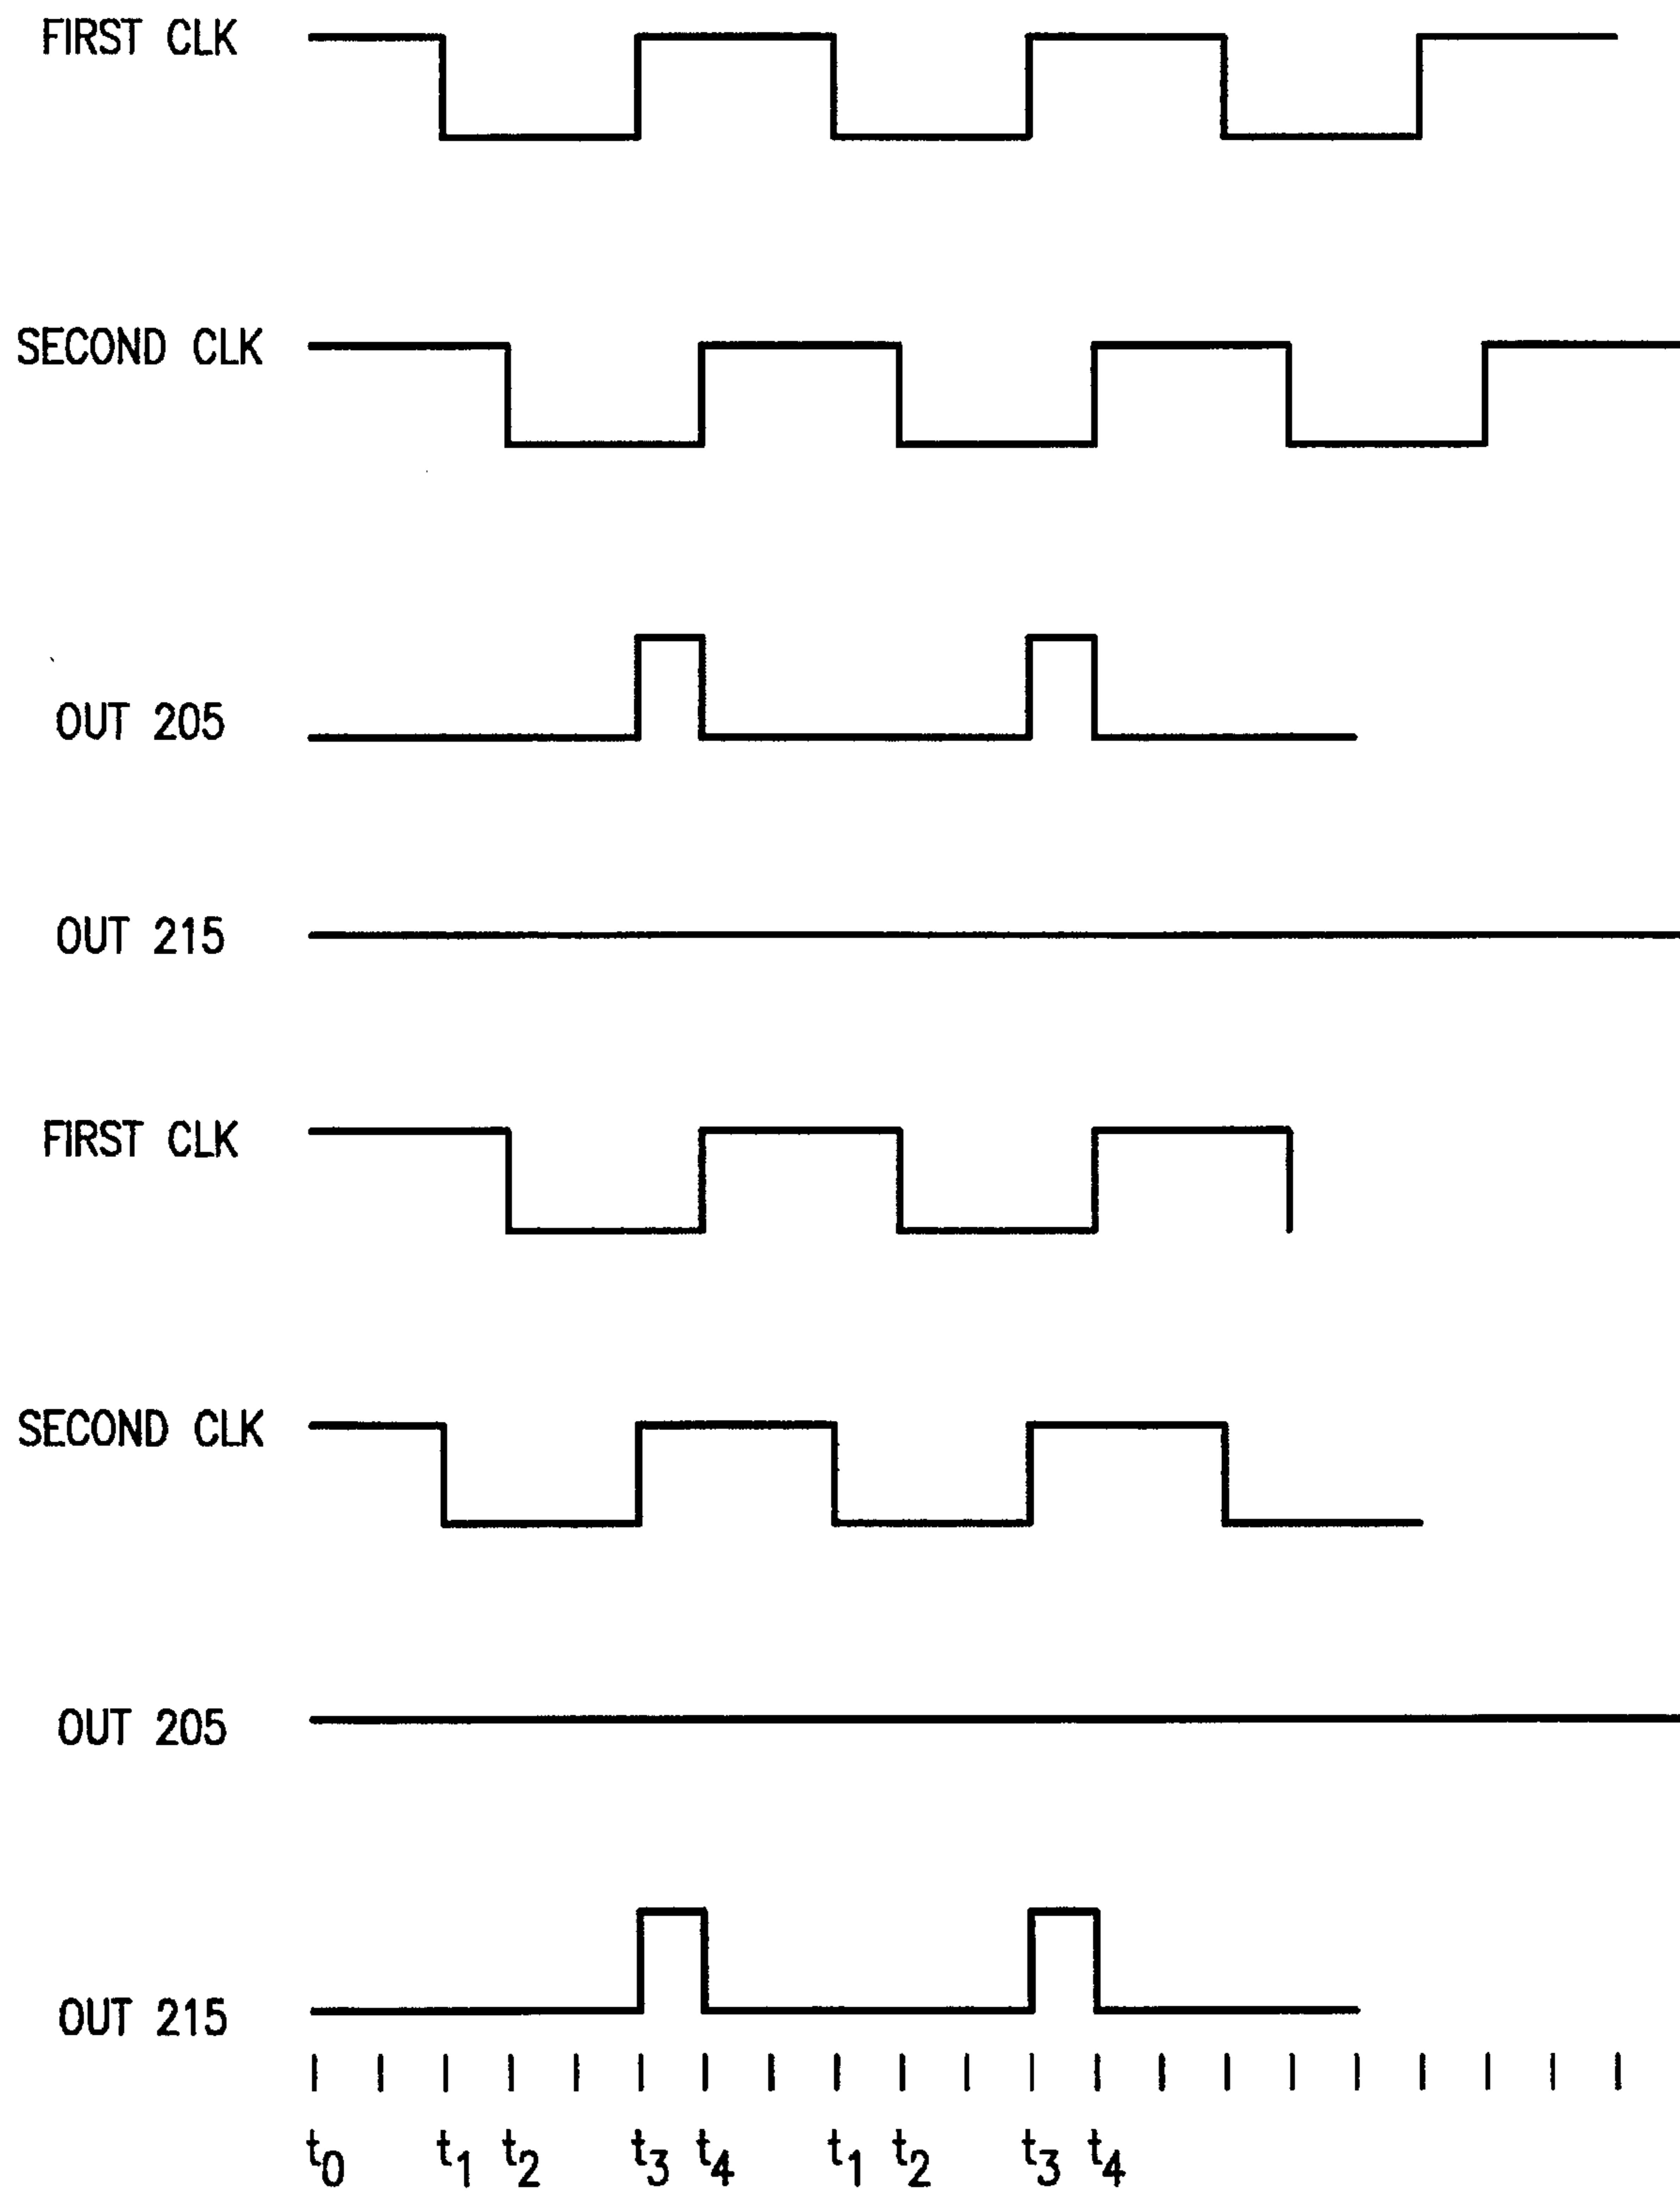 FIRST CLK
SECOND CLK
OUT 205
OUT 215
FIRST CLK
SECOND CLK
OUT 205
OUT 215
t0 t1 t2 t3 t4 t1 t2 t3 t4